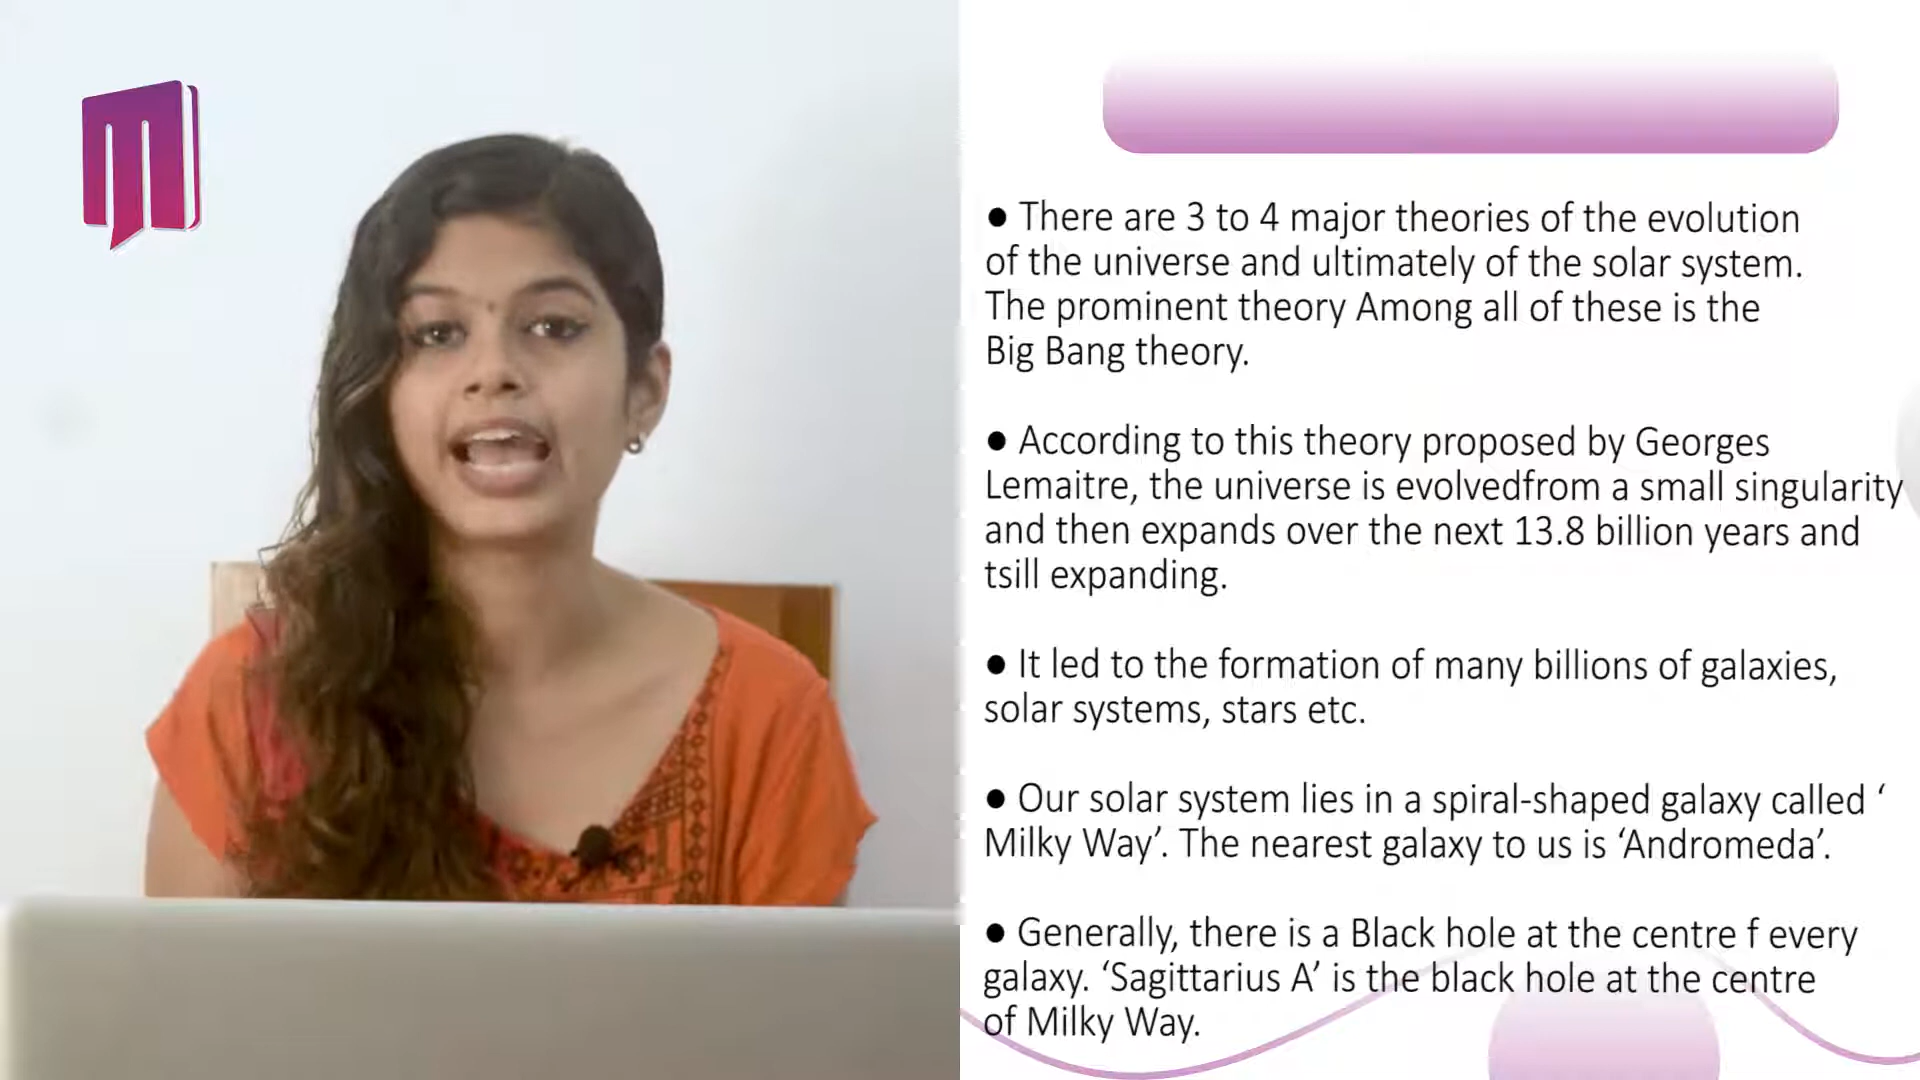 ● There are 3 to 4 major theories of the evolution
of the universe and ultimately of the solar system.
The prominent theory Among all of these is the
Big Bang theory.
● According to this theory proposed by Georges
Lemaitre, the universe is evolvedfrom a small singularity
and then expands over the next 13.8 billion years and
tsill expanding.
● It led to the formation of many billions of galaxies,
solar systems, stars etc.
● Our solar system lies in a spiral-shaped galaxy called ‘
Milky Way’. The nearest galaxy to us is ‘Andromeda’.
● Generally, there is a Black hole at the centre f every
galaxy. ‘Sagittarius A’ is the black hole at the centre
of Milky Way.